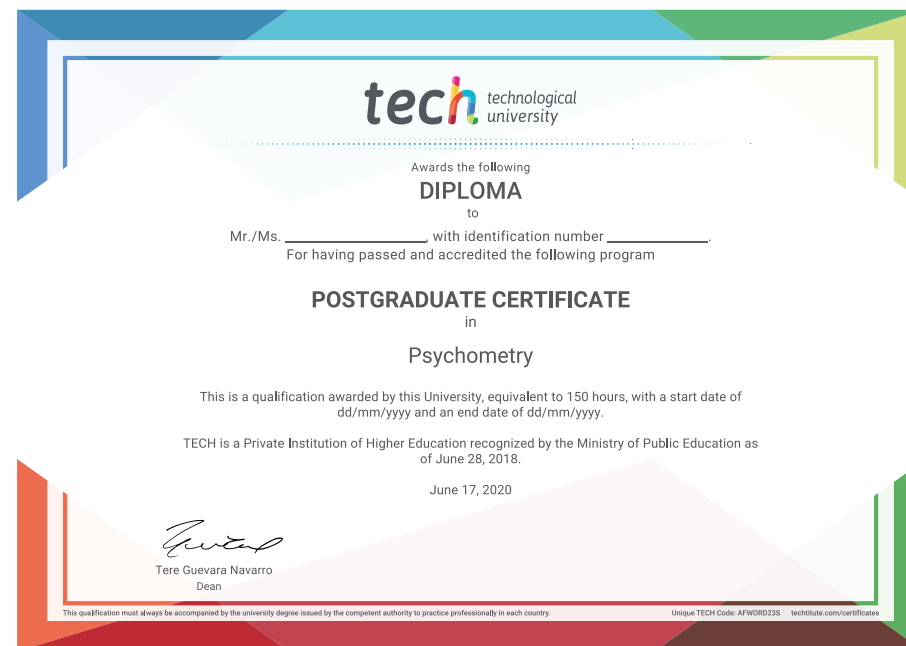 tech technological
university
Awards the following
DIPLOMA
to
Mr./Ms. ____________, with identification number ____________.
For having passed and accredited the following program
POSTGRADUATE CERTIFICATE
in
Psychometry
This is a qualification awarded by this University, equivalent to 150 hours, with a start date of
dd/mm/yyyy and an end date of dd/mm/yyyy.
TECH is a Private Institution of Higher Education recognized by the Ministry of Public Education as
of June 28, 2018.
June 17, 2020
Tere Guevara Navarro
Dean
This qualification must always be accompanied by the university degree issued by the competent authority to practice professionally in each country.
Unique TECH Code: AFWORD23S techtitute.com/certificates